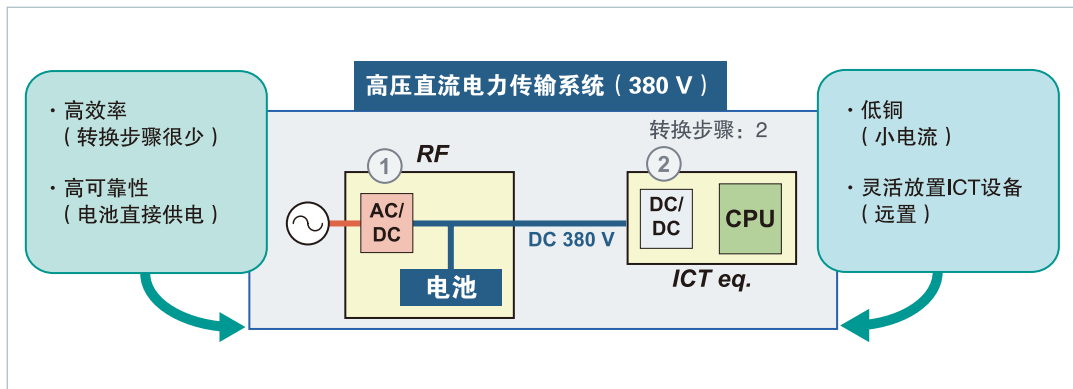 高压直流电力传输系统（380 V）
· 高效率
（转换步骤很少）
· 高可靠性
（电池直接供电）
转换步骤：2
① RF
AC/
DC
电池
DC 380 V
②
DC/
DC
CPU
ICT eq.
· 低铜
（小电流）
· 灵活放置ICT设备
（远置）